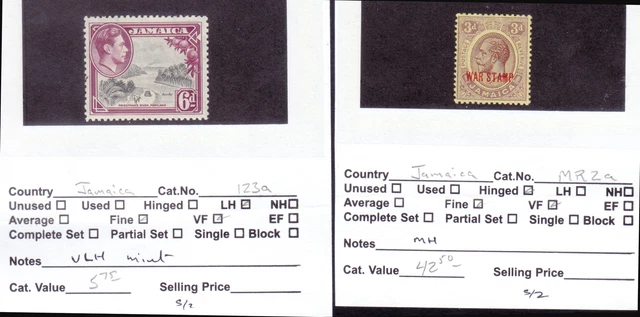 JAMAICA
6d
Country Jamaica Cat.No. 123a
Unused Used Hinged LH NH
Average Fine VF EF
Complete Set Partial Set Single Block
Notes VLH mint
Cat. Value 5 75 Selling Price
S/2
3d 3d
WAR STAMP
JAMAICA
Country Jamaica Cat.No. MR2a
Unused Used Hinged LH NH
Average Fine VF EF
Complete Set Partial Set Single Block
Notes MH
Cat. Value 42 50 Selling Price
S/2